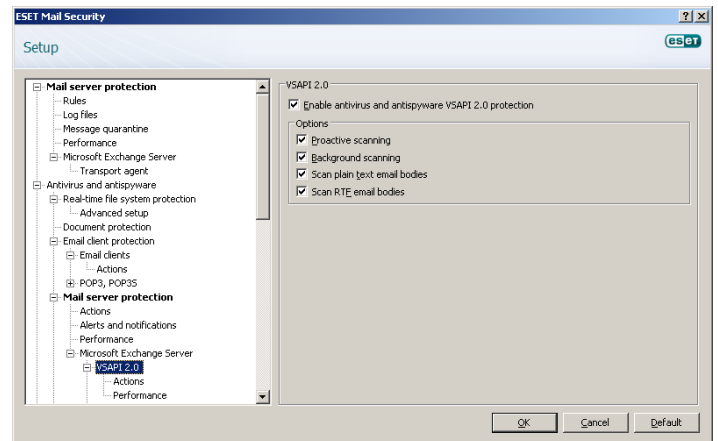 ESET Mail Security
Setup
eset
Mail server protection
Rules
Log files
Message quarantine
Performance
Microsoft Exchange Server
Transport agent
Antivirus and antispyware
Real-time file system protection
Advanced setup
Document protection
Email client protection
Email clients
Actions
POP3, POP3S
Mail server protection
Actions
Alerts and notifications
Performance
Microsoft Exchange Server
VSAPI 2.0
Actions
Performance
VSAPI 2.0
Enable antivirus and antispyware VSAPI 2.0 protection
Options
Proactive scanning
Background scanning
Scan plain text email bodies
Scan RTF email bodies
OK
Cancel
Default